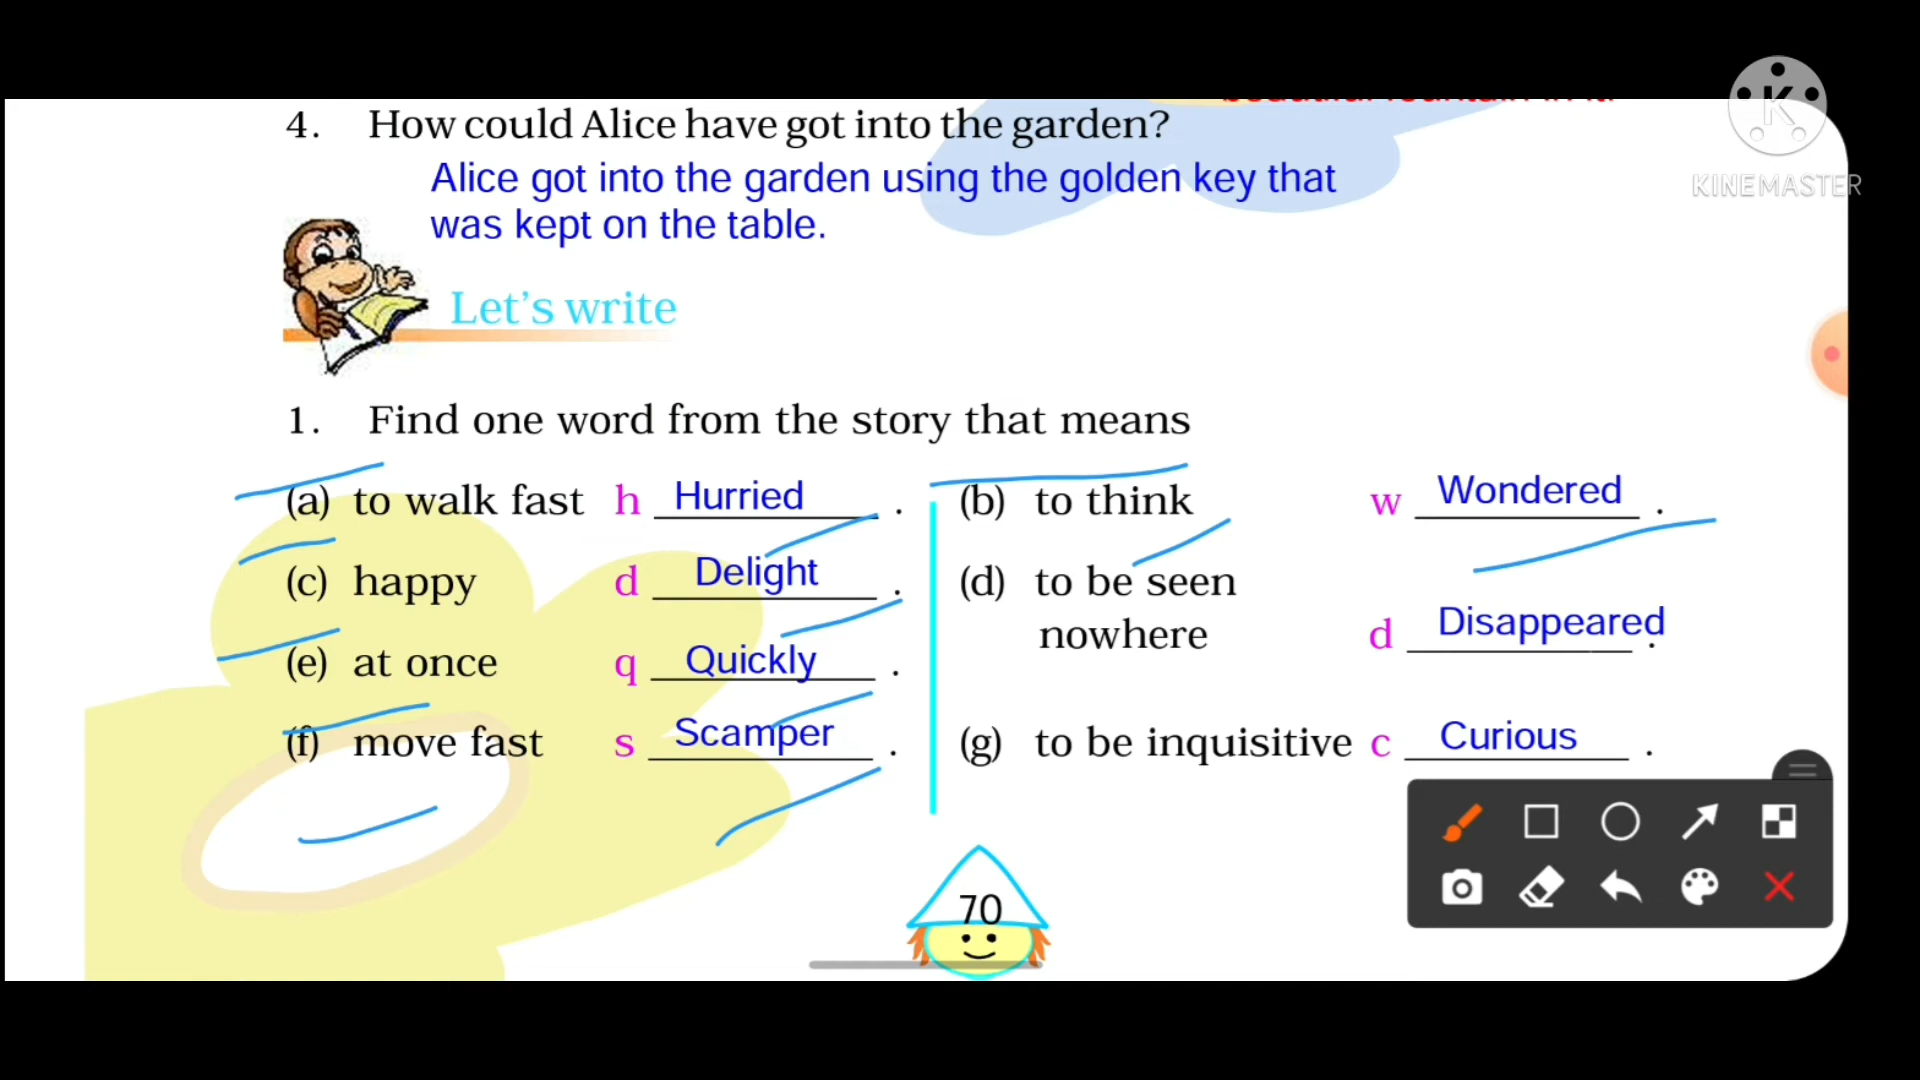 4. How could Alice have got into the garden?
Alice got into the garden using the golden key that
was kept on the table.
Let's write
1. Find one word from the story that means
(a) to walk fast h Hurried . (b) to think w Wondered .
(c) happy d Delight . (d) to be seen
nowhere d Disappeared .
(e) at once q Quickly .
(f) move fast s Scamper . (g) to be inquisitive c Curious .
70
K
KINEMASTER